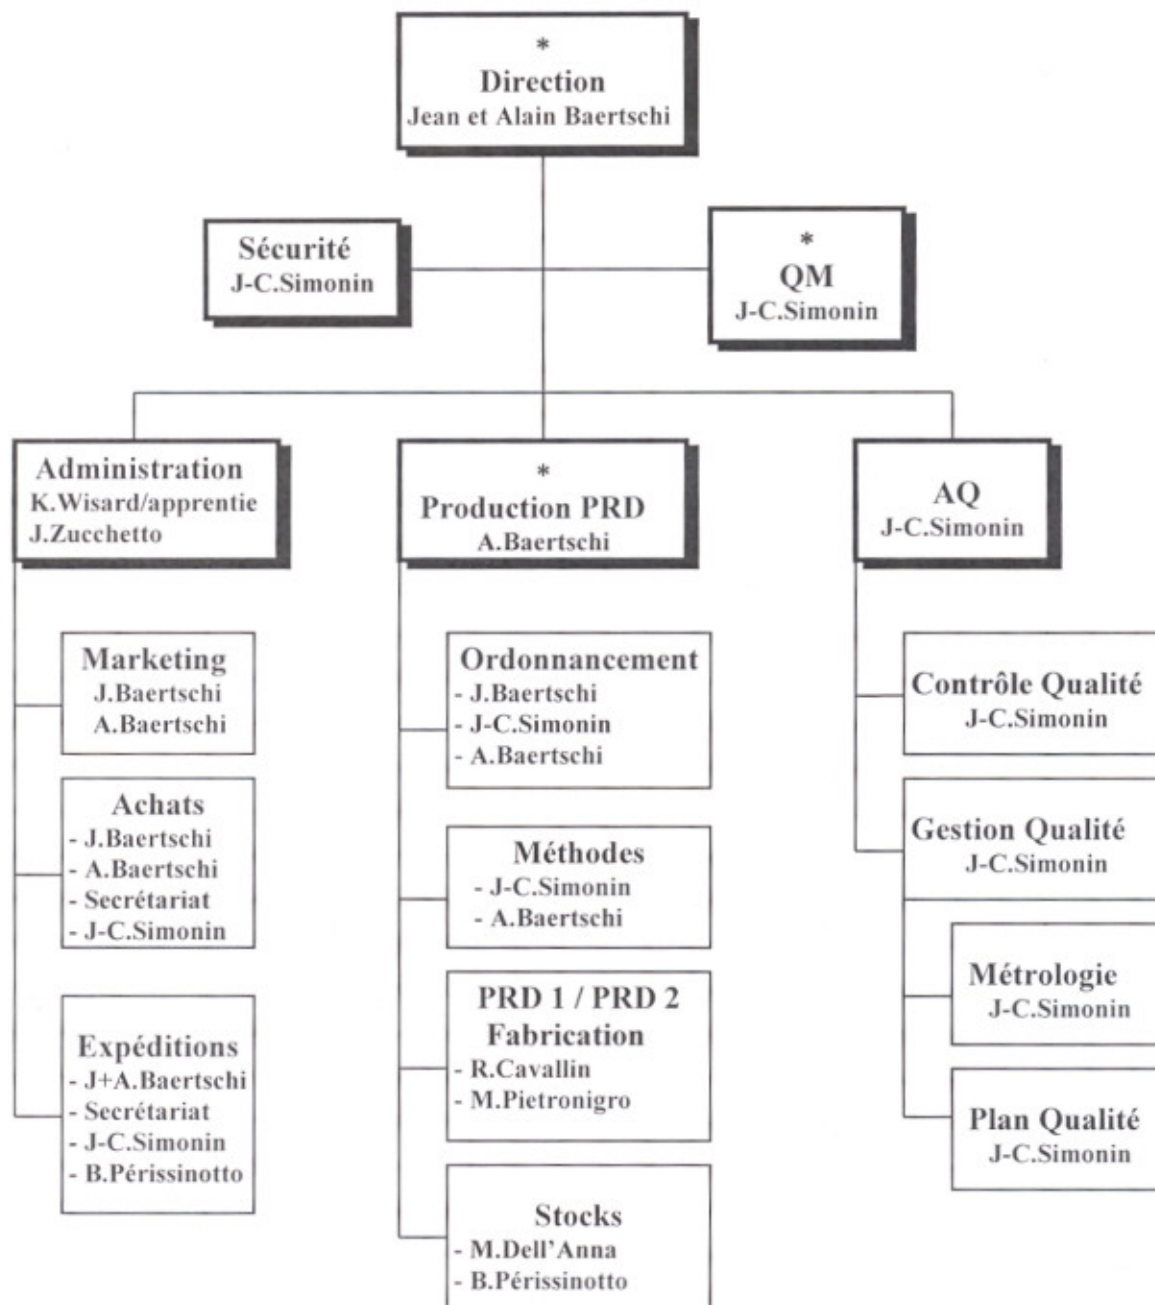 *
Direction
Jean et Alain Baertschi
Sécurité
J-C.Simonin
*
QM
J-C.Simonin
Administration
K.Wisard/apprentie
J.Zucchetto
*
Production PRD
A.Baertschi
AQ
J-C.Simonin
Marketing
J.Baertschi
A.Baertschi
Achats
- J.Baertschi
- A.Baertschi
- Secrétariat
- J-C.Simonin
Expéditions
- J+A.Baertschi
- Secrétariat
- J-C.Simonin
- B.Périssinotto
Ordonnancement
- J.Baertschi
- J-C.Simonin
- A.Baertschi
Méthodes
- J-C.Simonin
- A.Baertschi
PRD 1 / PRD 2
Fabrication
- R.Cavallin
- M.Pietronigro
Stocks
- M.Dell'Anna
- B.Périssinotto
Contrôle Qualité
J-C.Simonin
Gestion Qualité
J-C.Simonin
Métrologie
J-C.Simonin
Plan Qualité
J-C.Simonin